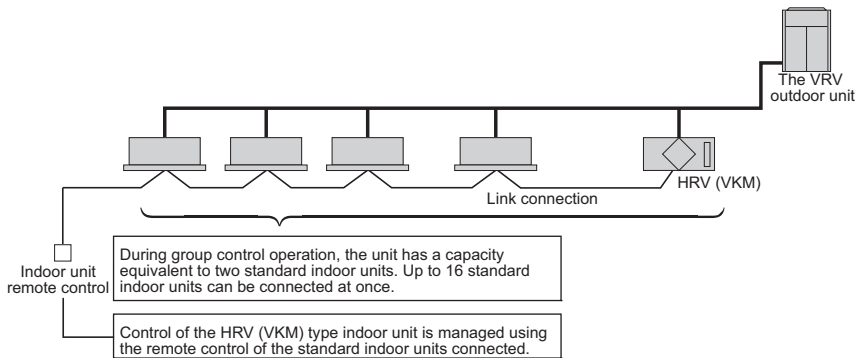 The VRV
outdoor unit
HRV (VKM)
Link connection
Indoor unit
remote control
During group control operation, the unit has a capacity
equivalent to two standard indoor units. Up to 16 standard
indoor units can be connected at once.
Control of the HRV (VKM) type indoor unit is managed using
the remote control of the standard indoor units connected.